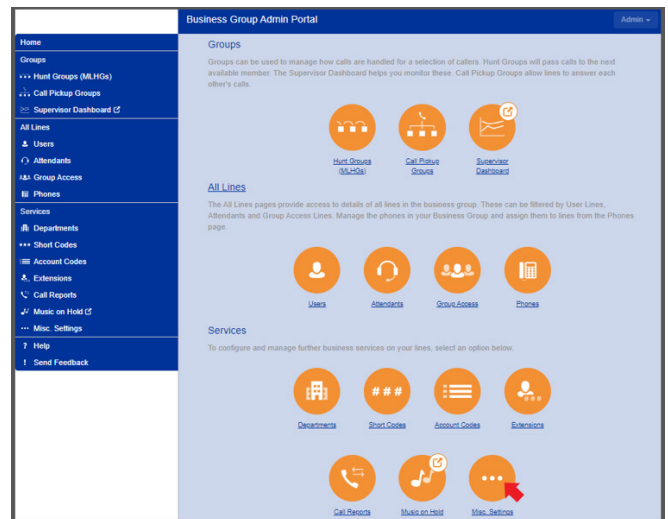 Business Group Admin Portal
Admin
Home
Groups
Hunt Groups (MLHGs)
Call Pickup Groups
Supervisor Dashboard
All Lines
Users
Attendants
Group Access
Phones
Services
Departments
Short Codes
Account Codes
Extensions
Call Reports
Music on Hold
Misc. Settings
? Help
! Send Feedback
Groups
Groups can be used to manage how calls are handled for a selection of callers. Hunt Groups will pass calls to the next
available member. The Supervisor Dashboard helps you monitor these. Call Pickup Groups allow lines to answer each
other's calls.
Hunt Groups
(MLHGs)
Call Pickup
Groups
Supervisor
Dashboard
All Lines
The All Lines pages provide access to details of all lines in the business group. These can be filtered by User Lines,
Attendants and Group Access Lines. Manage the phones in your Business Group and assign them to lines from the Phones
page.
Users
Attendants
Group Access
Phones
Services
To configure and manage further business services on your lines, select an option below.
# # #
Departments
Short Codes
Account Codes
Extensions
Call Reports
Music on Hold
Misc. Settings